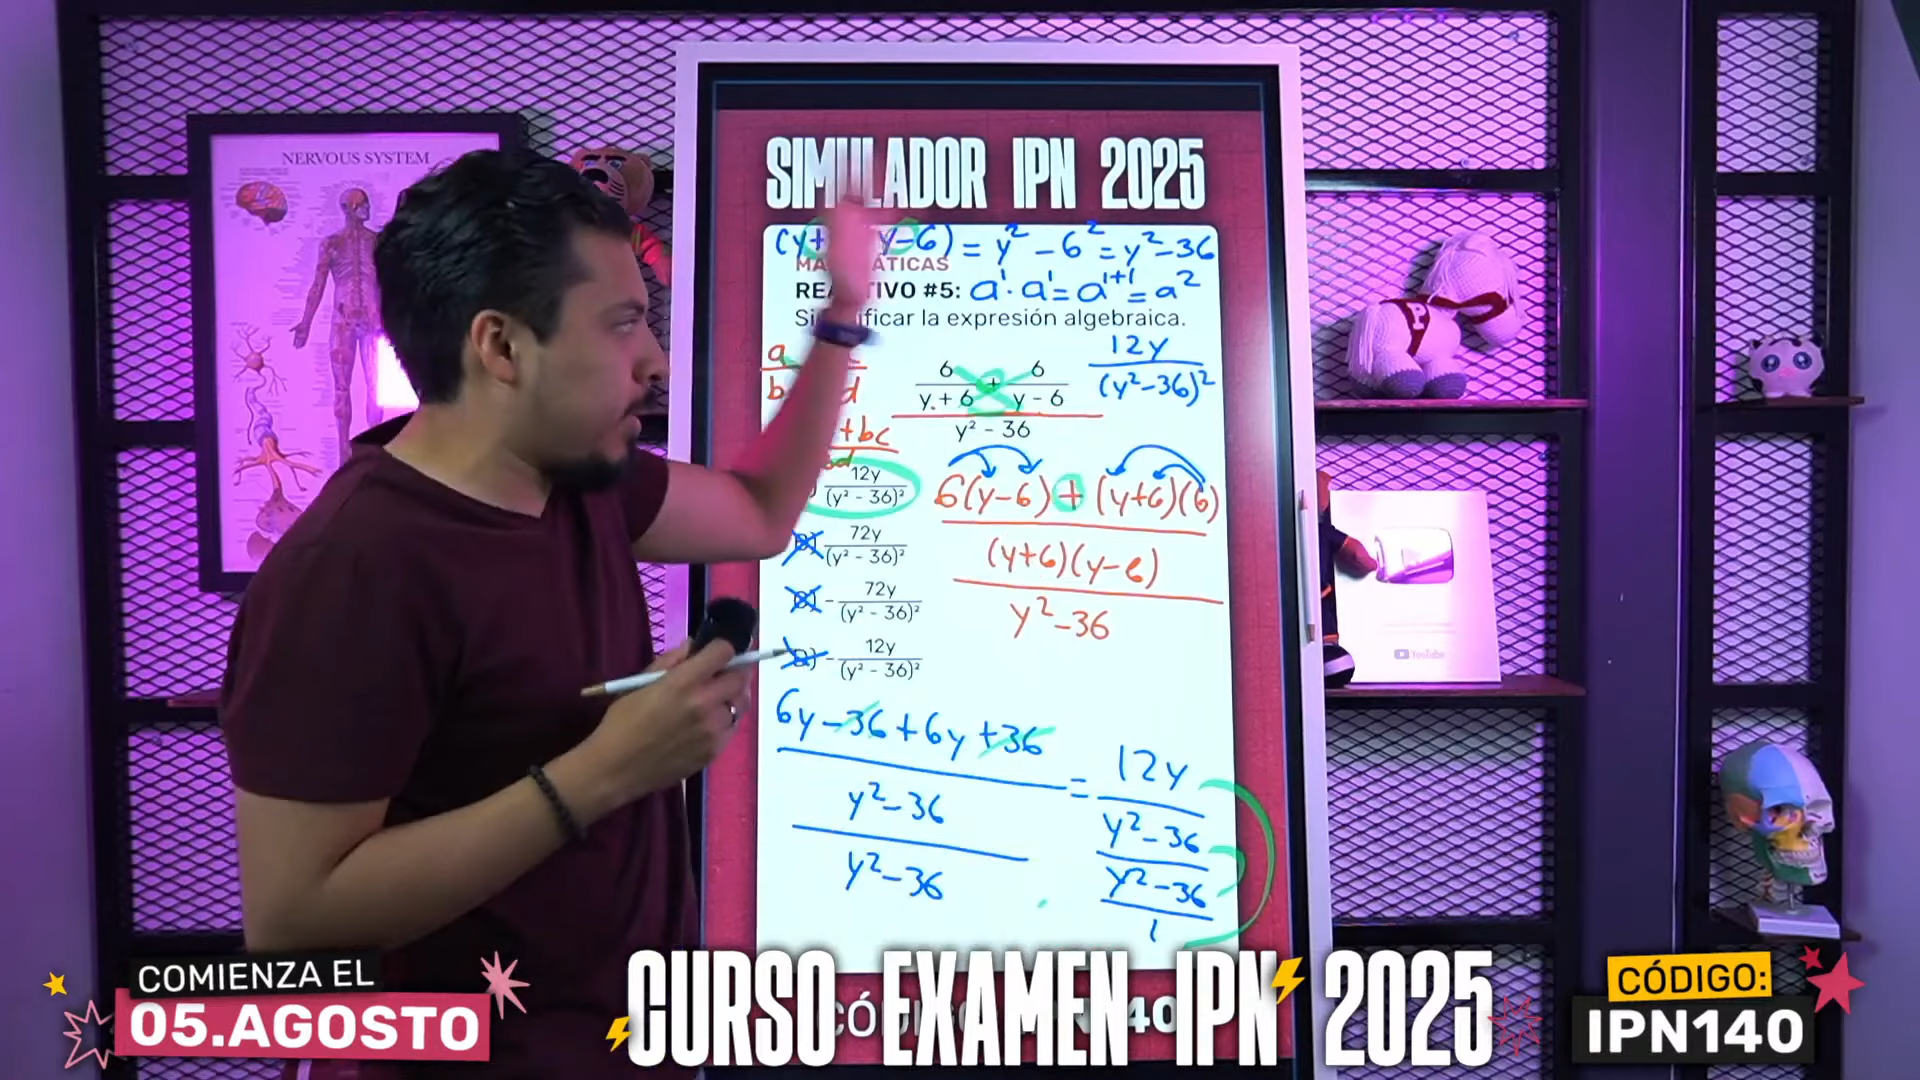 NERVOUS SYSTEM
SIMULADOR IPN 2025
(y+ y-6) = y² - 6² = y² - 36
REACTIVO #5: a¹ · a¹ = a¹⁺¹ = a²
Simplificar la expresión algebraica.
12y
(y² - 36)²
a
b d
6 + 6
y + 6 y - 6
y² - 36
+bc
bd
12y
(y² - 36)²
6(y-6) + (y+6)(6)
(y+6)(y-6)
y² - 36
B) 72y
(y² - 36)²
C) - 72y
(y² - 36)²
D) - 12y
(y² - 36)²
6y - 36 + 6y + 36
y² - 36
y² - 36
= 12y
y² - 36
y² - 36
1
YouTube
COMIENZA EL
05.AGOSTO
CURSO EXAMEN IPN 2025
CÓDIGO:
IPN140